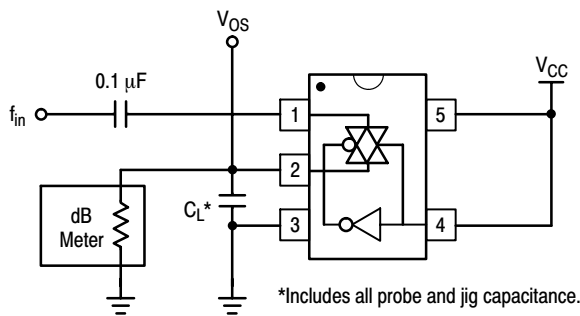 V_OS
0.1 μF
V_CC
f_in
1
5
2
dB
Meter
C_L*
3
4
*Includes all probe and jig capacitance.